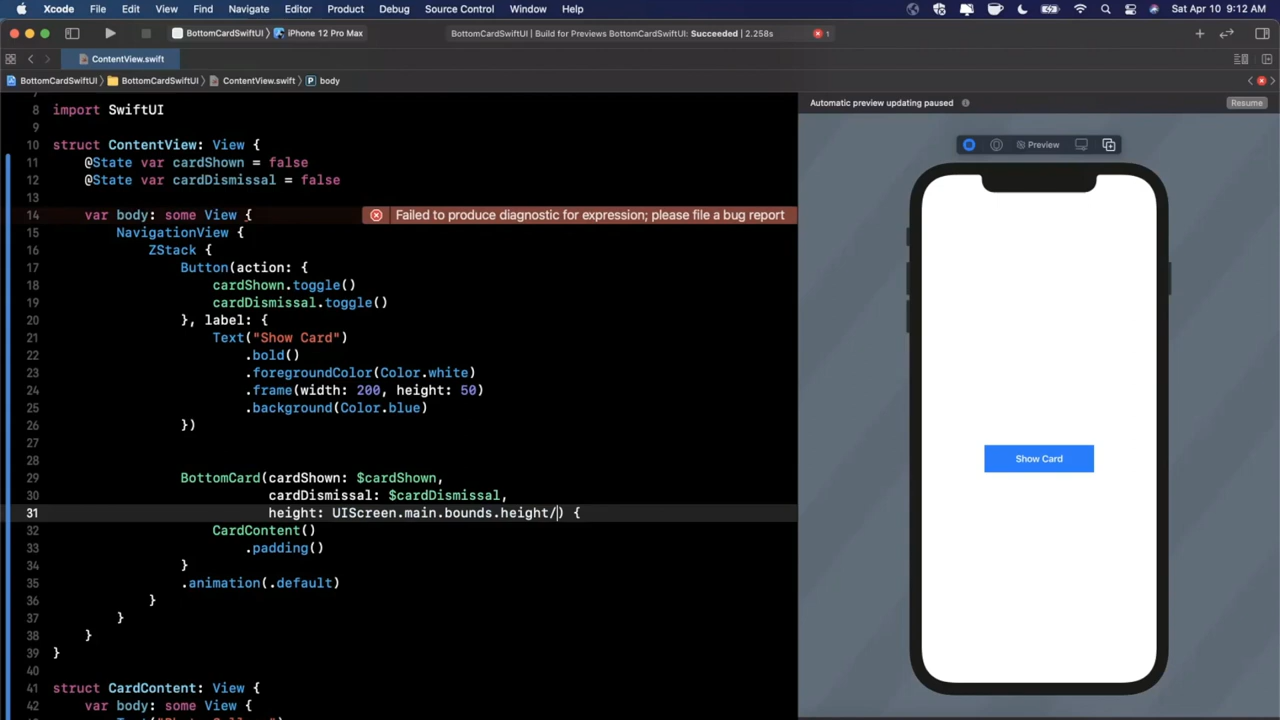 Xcode File Edit View Find Navigate Editor Product Debug Source Control Window Help Sat Apr 10 9:12 AM
BottomCardSwiftUI 〉 iPhone 12 Pro Max BottomCardSwiftUI | Build for Previews BottomCardSwiftUI: Succeeded | 2.258s 1
ContentView.swift
BottomCardSwiftUI 〉 BottomCardSwiftUI 〉 ContentView.swift 〉 body
Automatic preview updating paused Resume
Preview
8 import SwiftUI
9
10 struct ContentView: View {
11 @State var cardShown = false
12 @State var cardDismissal = false
13
14 var body: some View { Failed to produce diagnostic for expression; please file a bug report
15 NavigationView {
16 ZStack {
17 Button(action: {
18 cardShown.toggle()
19 cardDismissal.toggle()
20 }, label: {
21 Text("Show Card")
22 .bold()
23 .foregroundColor(Color.white)
24 .frame(width: 200, height: 50)
25 .background(Color.blue)
26 })
27
28
29 BottomCard(cardShown: $cardShown,
30 cardDismissal: $cardDismissal,
31 height: UIScreen.main.bounds.height/) {
32 CardContent()
33 .padding()
34 }
35 .animation(.default)
36 }
37 }
38 }
39 }
40
41 struct CardContent: View {
42 var body: some View {
Show Card